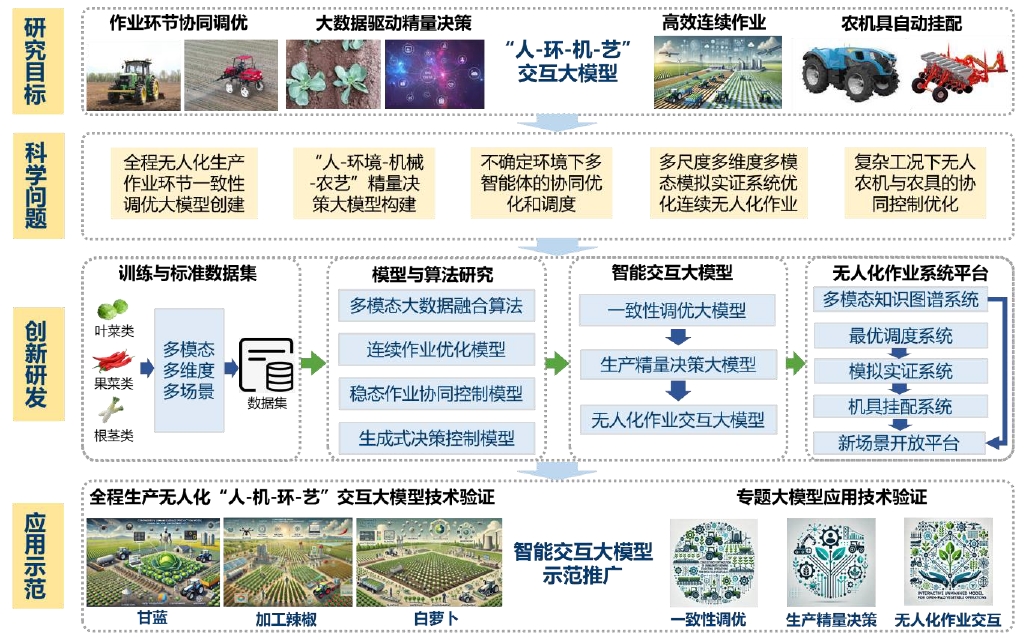 研究目标
作业环节协同调优
大数据驱动精量决策
“人-环-机-艺”
交互大模型
高效连续作业
农机具自动挂配
科学问题
全程无人化生产
作业环节一致性
调优大模型创建
“人-环境-机械
-农艺”精量决
策大模型构建
不确定环境下多
智能体的协同优
化和调度
多尺度多维度多模
态模拟实证系统优
化连续无人化作业
复杂工况下无人
农机与农具的协
同控制优化
创新研发
训练与标准数据集
叶菜类
果菜类
根茎类
多模态
多维度
多场景
数据集
模型与算法研究
多模态大数据融合算法
连续作业优化模型
稳态作业协同控制模型
生成式决策控制模型
智能交互大模型
一致性调优大模型
生产精量决策大模型
无人化作业交互大模型
无人化作业系统平台
多模态知识图谱系统
最优调度系统
模拟实证系统
机具挂配系统
新场景开放平台
应用示范
全程生产无人化“人-机-环-艺”交互大模型技术验证
甘蓝
加工辣椒
白萝卜
智能交互大模型
示范推广
专题大模型应用技术验证
一致性调优
生产精量决策
INTERACTIVE UNMANNED MODEL
无人化作业交互